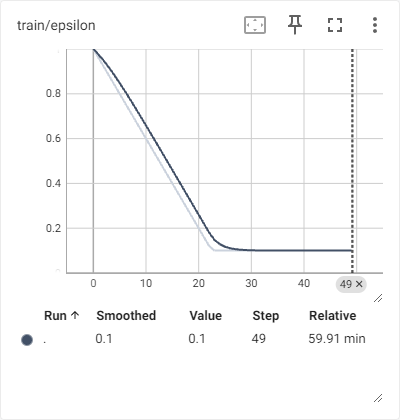 train/epsilon
0.8
0.6
0.4
0.2
0 10 20 30 40 49 ✕
Run ↑ Smoothed Value Step Relative
. 0.1 0.1 49 59.91 min